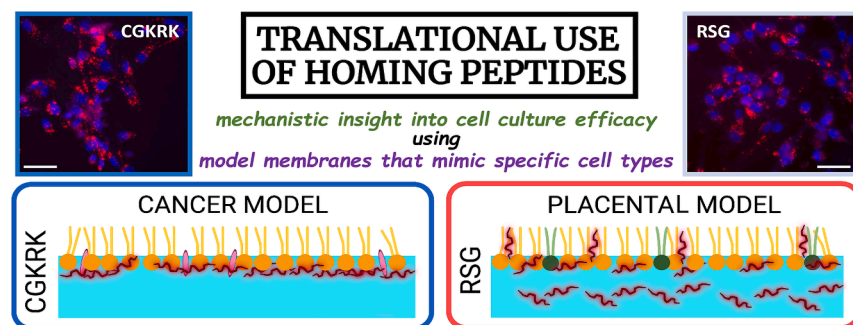 CGKRK
TRANSLATIONAL USE
OF HOMING PEPTIDES
RSG
mechanistic insight into cell culture efficacy
using
model membranes that mimic specific cell types
CANCER MODEL
CGKRK
PLACENTAL MODEL
RSG